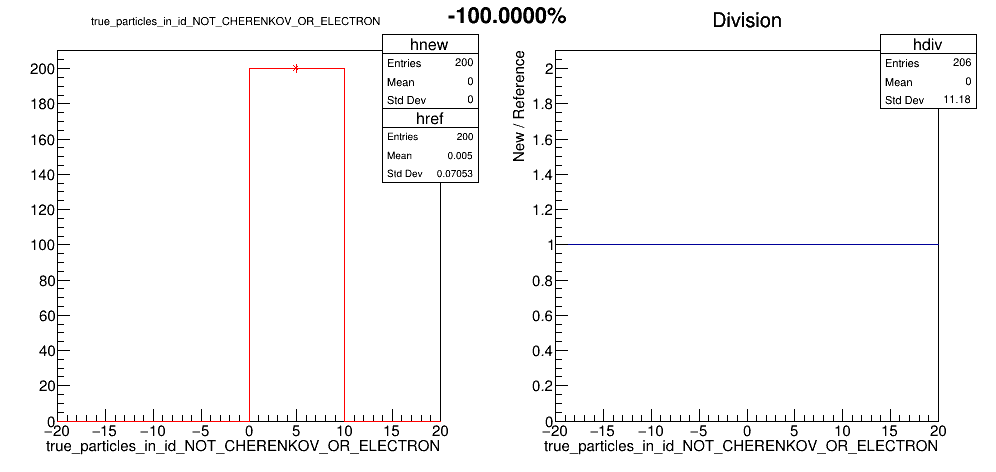 -100.0000%
true_particles_in_id_NOT_CHERENKOV_OR_ELECTRON
hnew
Entries 200
Mean 0
Std Dev 0
href
Entries 200
Mean 0.005
Std Dev 0.07053
200
180
160
140
120
100
80
60
40
20
0
−20 −15 −10 −5 0 5 10 15 20
true_particles_in_id_NOT_CHERENKOV_OR_ELECTRON
Division
hdiv
Entries 206
Mean 0
Std Dev 11.18
New / Reference
2
1.8
1.6
1.4
1.2
1
0.8
0.6
0.4
0.2
0
−20 −15 −10 −5 0 5 10 15 20
true_particles_in_id_NOT_CHERENKOV_OR_ELECTRON